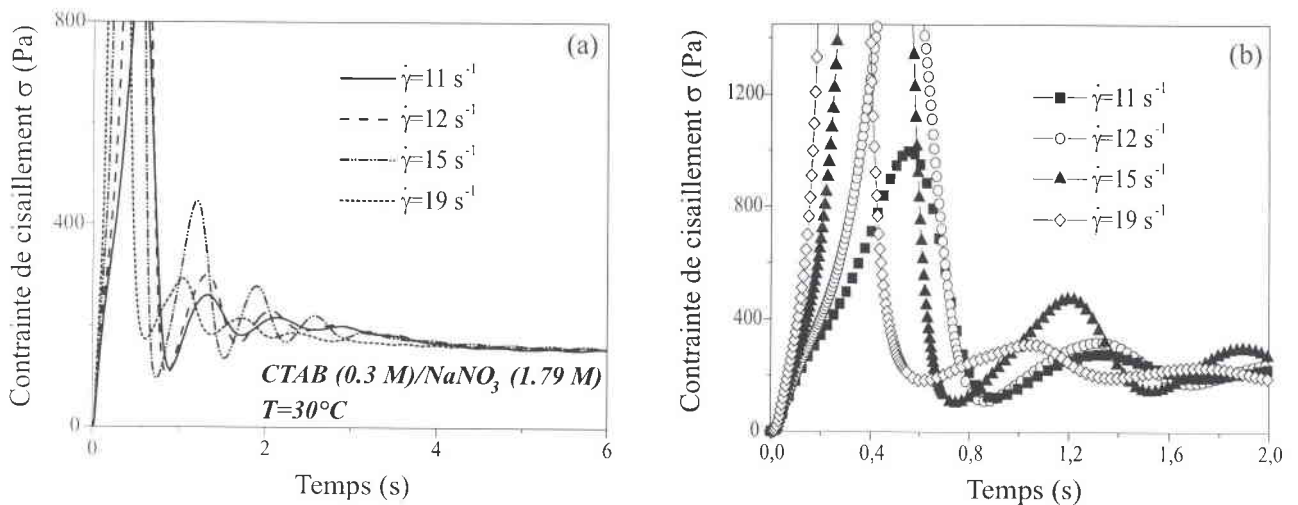 (a)
Contrainte de cisaillement σ (Pa)
800
400
0
γ̇=11 s⁻¹
γ̇=12 s⁻¹
γ̇=15 s⁻¹
γ̇=19 s⁻¹
CTAB (0.3 M)/NaNO₃ (1.79 M)
T=30°C
0
2
4
6
Temps (s)
(b)
Contrainte de cisaillement σ (Pa)
1200
800
400
0
γ̇=11 s⁻¹
γ̇=12 s⁻¹
γ̇=15 s⁻¹
γ̇=19 s⁻¹
0,0
0,4
0,8
1,2
1,6
2,0
Temps (s)